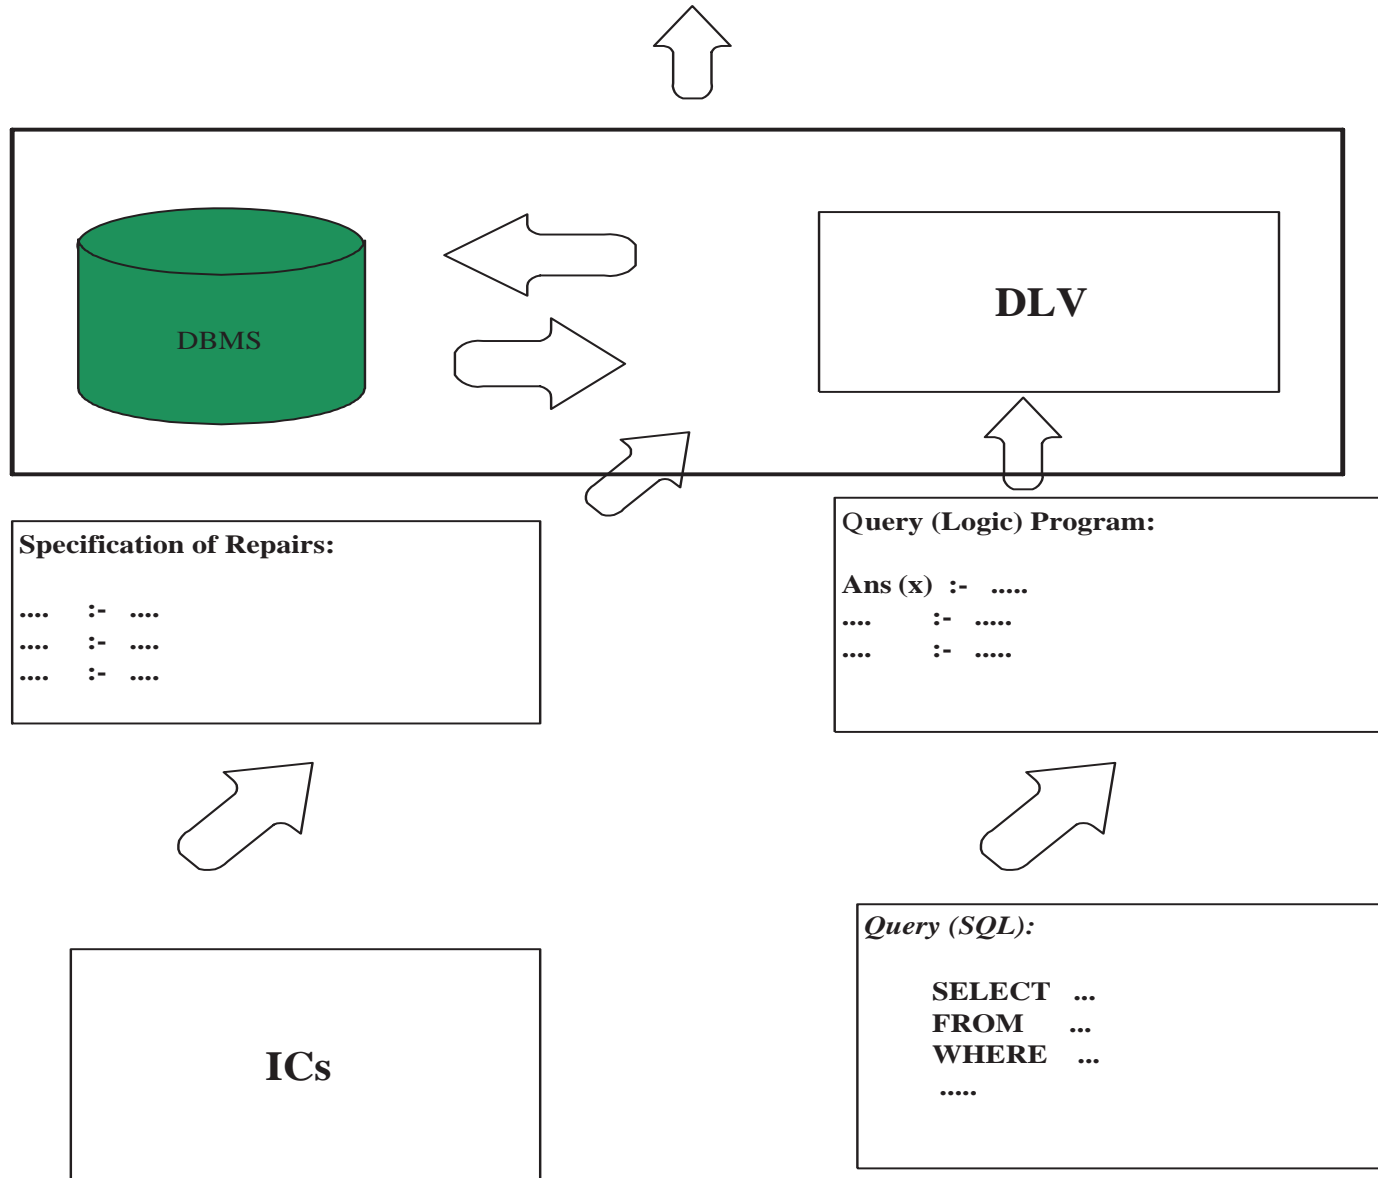 DLV
DBMS
Specification of Repairs:
.... :- ....
.... :- ....
.... :- ....
Query (Logic) Program:
Ans (x) :- .....
.... :- .....
.... :- .....
ICs
Query (SQL):
SELECT ...
FROM ...
WHERE ...
.....